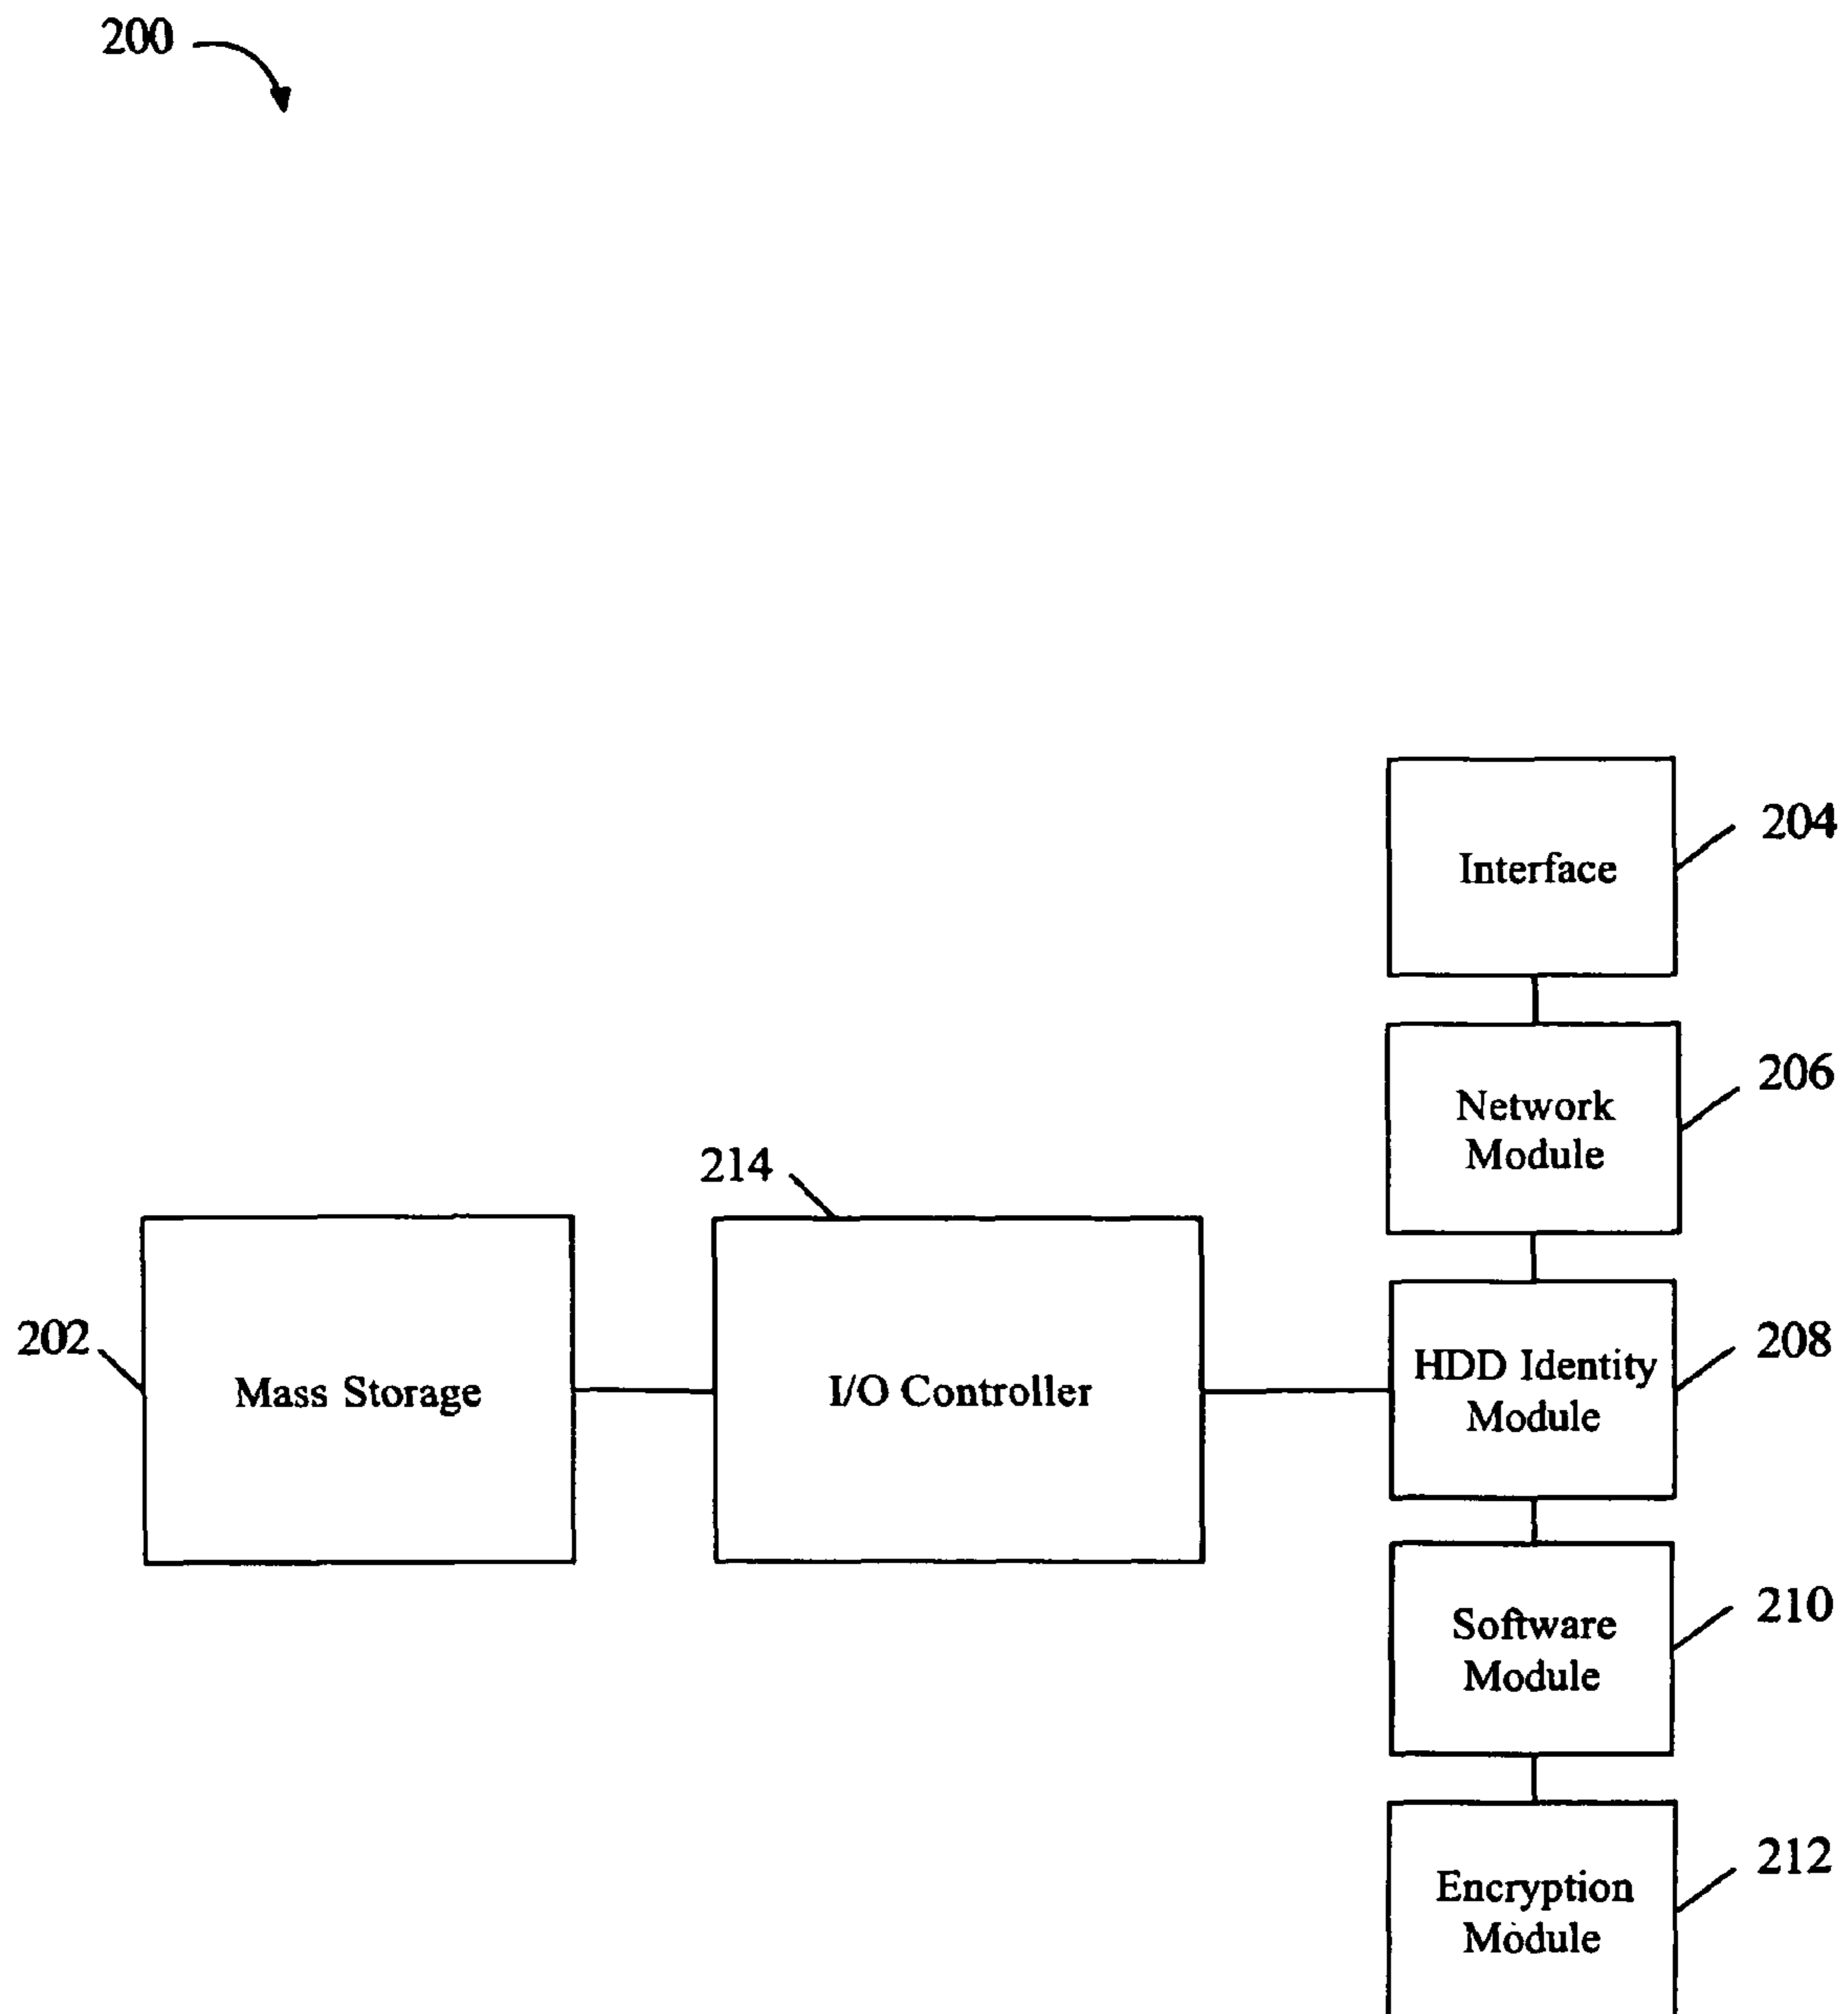 200
Interface
204
Network
Module
206
214
202
Mass Storage
I/O Controller
HDD Identity
Module
208
Software
Module
210
Encryption
Module
212